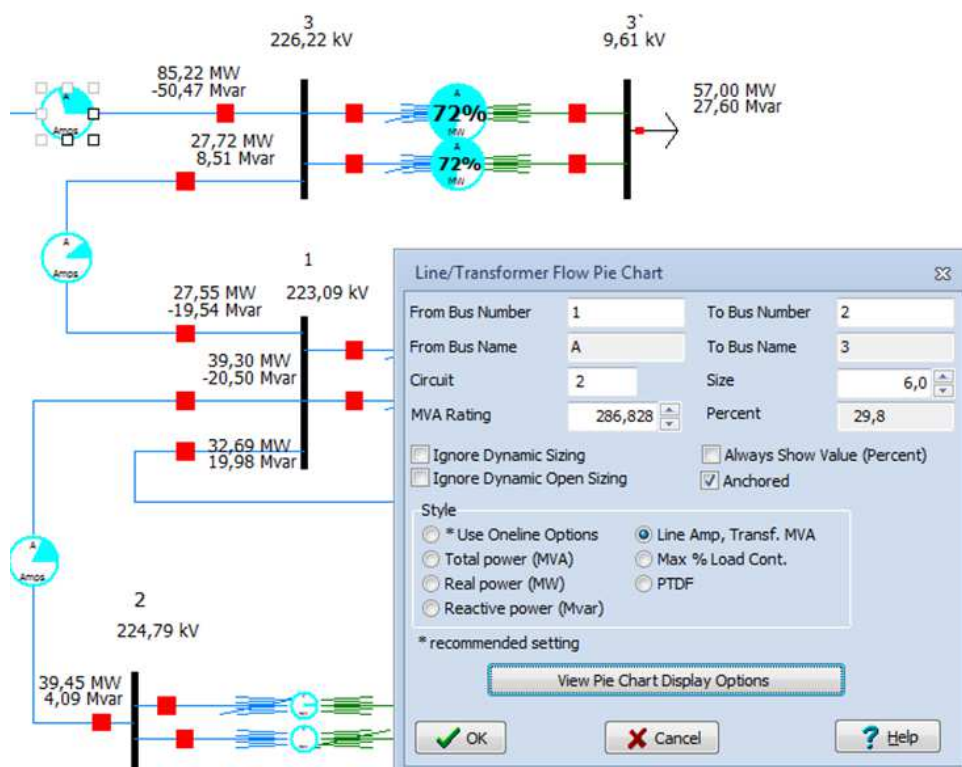 3
226,22 kV
3`
9,61 kV
85,22 MW
-50,47 Mvar
A
Amps
27,72 MW
8,51 Mvar
A
72%
MW
A
72%
MW
57,00 MW
27,60 Mvar
A
Amps
1
223,09 kV
27,55 MW
-19,54 Mvar
39,30 MW
-20,50 Mvar
32,69 MW
19,98 Mvar
A
Amps
2
224,79 kV
39,45 MW
4,09 Mvar
Line/Transformer Flow Pie Chart
From Bus Number 1 To Bus Number 2
From Bus Name A To Bus Name 3
Circuit 2 Size 6,0
MVA Rating 286,828 Percent 29,8
Ignore Dynamic Sizing Always Show Value (Percent)
Ignore Dynamic Open Sizing Anchored
Style
* Use Oneline Options Line Amp, Transf. MVA
Total power (MVA) Max % Load Cont.
Real power (MW) PTDF
Reactive power (Mvar)
* recommended setting
View Pie Chart Display Options
OK Cancel ? Help